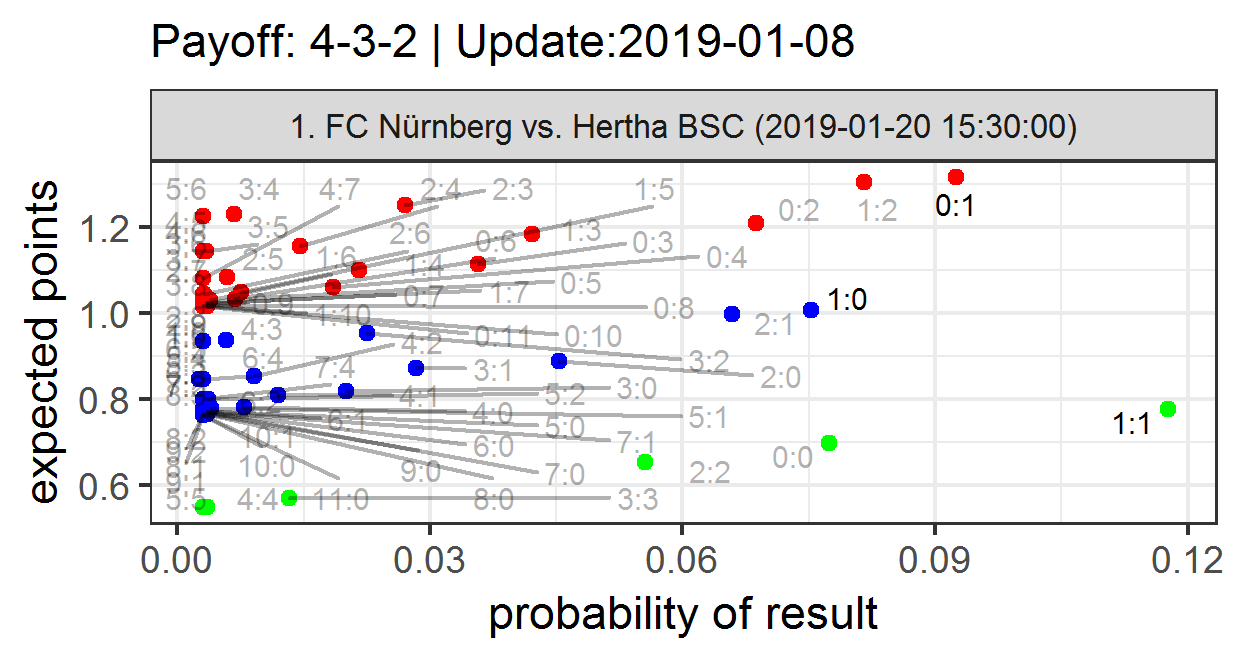 Payoff: 4-3-2 | Update:2019-01-08
1. FC Nürnberg vs. Hertha BSC (2019-01-20 15:30:00)
expected points
1.2
1.0
0.8
0.6
5:6 3:4 4:7 2:4 2:3 1:5
0:2 1:2 0:1
3:5 2:6 0:6 1:3 0:3
2:5 1:6 1:4 0:4
0:5
0:9 0:7 1:7
1:10 0:8 1:0
4:3 0:11 0:10 2:1
6:4 4:2 3:2
7:4 3:1 2:0
4:1 5:2 3:0
6:1 4:0 5:0 5:1 1:1
10:1 6:0 7:1
10:0 9:0 7:0 2:2 0:0
5:5 4:4 11:0 8:0 3:3
0.00 0.03 0.06 0.09 0.12
probability of result